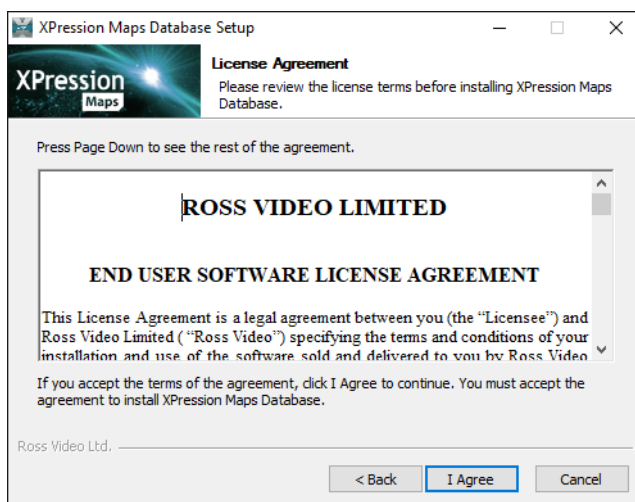 XPression Maps Database Setup
XPression
Maps
License Agreement
Please review the license terms before installing XPression Maps
Database.
Press Page Down to see the rest of the agreement.
ROSS VIDEO LIMITED
END USER SOFTWARE LICENSE AGREEMENT
This License Agreement is a legal agreement between you (the “Licensee”) and
Ross Video Limited ( “Ross Video”) specifying the terms and conditions of your
installation and use of the software sold and delivered to you by Ross Video
If you accept the terms of the agreement, click I Agree to continue. You must accept the
agreement to install XPression Maps Database.
Ross Video Ltd.
< Back
I Agree
Cancel